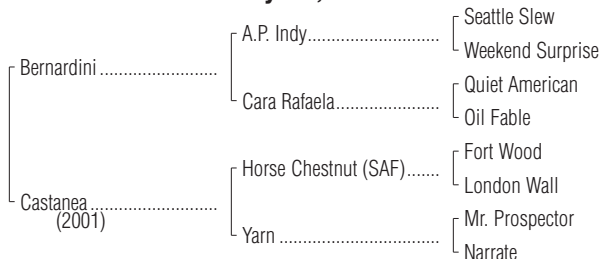 Seattle Slew
A.P. Indy
Weekend Surprise
Bernardini
Quiet American
Cara Rafaela
Oil Fable
Fort Wood
Horse Chestnut (SAF)
London Wall
Castanea
(2001)
Mr. Prospector
Yarn
Narrate